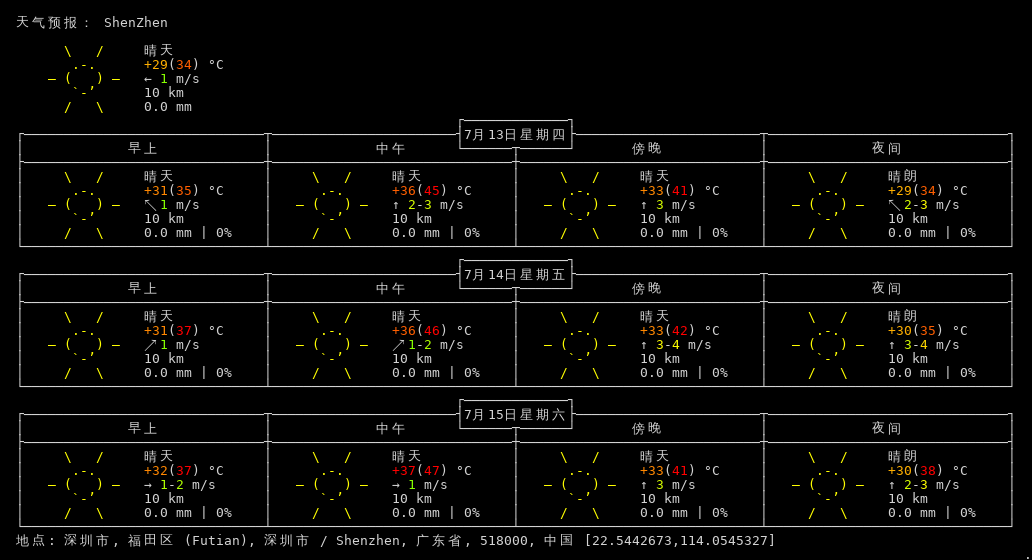 天气预报： ShenZhen
晴天
+29(34) °C
← 1 m/s
10 km
0.0 mm
7月13日星期四
早上 中午 傍晚 夜间
晴天 晴天 晴天 晴朗
+31(35) °C +36(45) °C +33(41) °C +29(34) °C
↖ 1 m/s ↑ 2-3 m/s ↑ 3 m/s ↖ 2-3 m/s
10 km 10 km 10 km 10 km
0.0 mm | 0% 0.0 mm | 0% 0.0 mm | 0% 0.0 mm | 0%
7月14日星期五
早上 中午 傍晚 夜间
晴天 晴天 晴天 晴朗
+31(37) °C +36(46) °C +33(42) °C +30(35) °C
↗ 1 m/s ↗ 1-2 m/s ↑ 3-4 m/s ↑ 3-4 m/s
10 km 10 km 10 km 10 km
0.0 mm | 0% 0.0 mm | 0% 0.0 mm | 0% 0.0 mm | 0%
7月15日星期六
早上 中午 傍晚 夜间
晴天 晴天 晴天 晴朗
+32(37) °C +37(47) °C +33(41) °C +30(38) °C
→ 1-2 m/s → 1 m/s ↑ 3 m/s ↑ 2-3 m/s
10 km 10 km 10 km 10 km
0.0 mm | 0% 0.0 mm | 0% 0.0 mm | 0% 0.0 mm | 0%
地点: 深圳市, 福田区 (Futian), 深圳市 / Shenzhen, 广东省, 518000, 中国 [22.5442673,114.0545327]